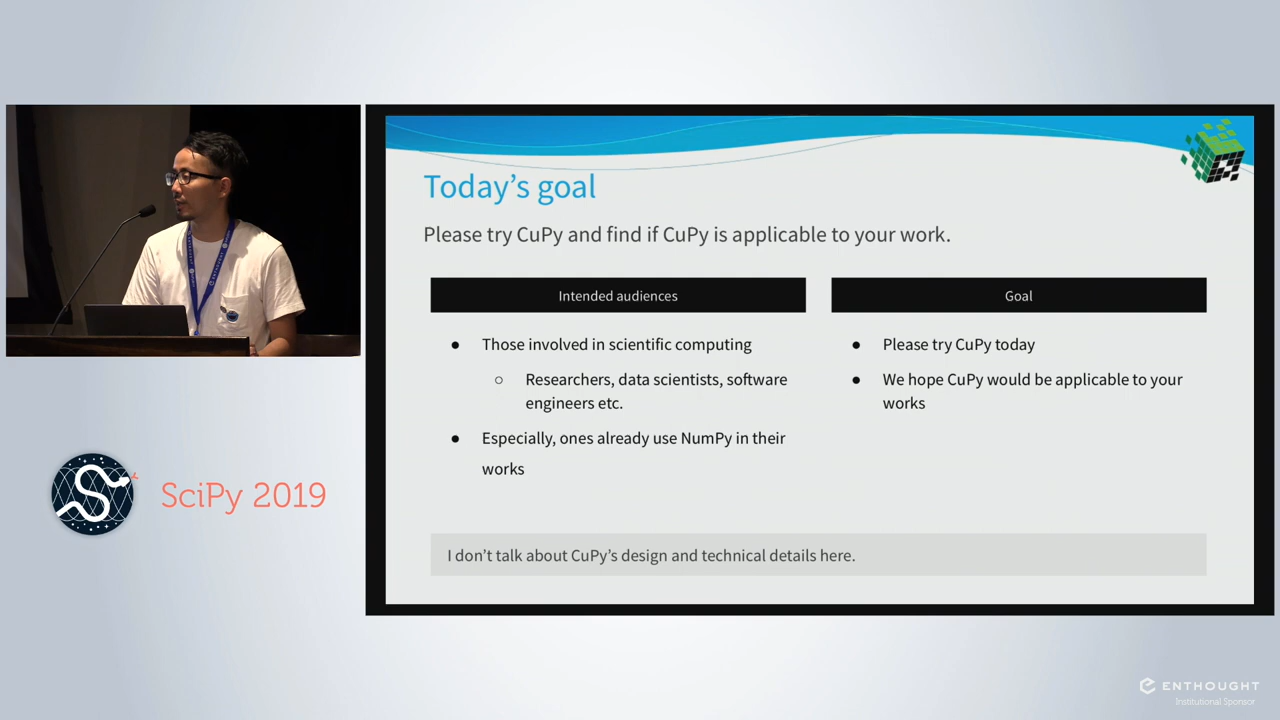 Today's goal
Please try CuPy and find if CuPy is applicable to your work.
Intended audiences
Goal
● Those involved in scientific computing
○ Researchers, data scientists, software
engineers etc.
● Especially, ones already use NumPy in their
works
● Please try CuPy today
● We hope CuPy would be applicable to your
works
I don't talk about CuPy's design and technical details here.
SciPy 2019
ENTHOUGHT
Institutional Sponsor